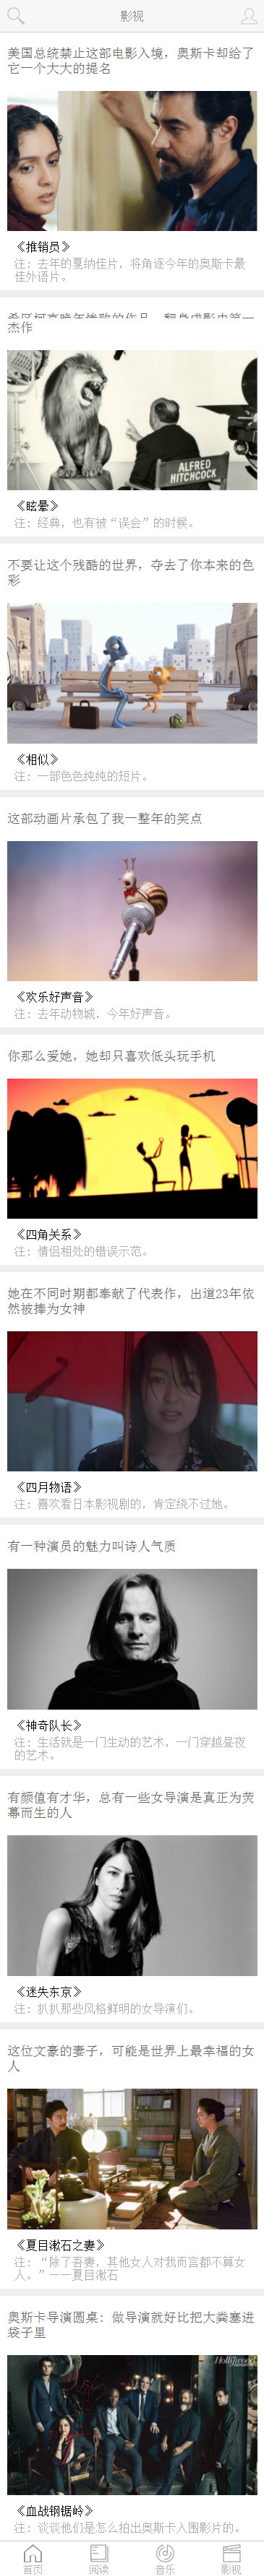 影视
美国总统禁止这部电影入境，奥斯卡却给了
它一个大大的提名
《推销员》
注：去年的戛纳佳片，将角逐今年的奥斯卡最
佳外语片。
希区柯克晚年惨败的作品，翻身成影史第一
杰作
ALFRED
HITCHCOCK
《眩晕》
注：经典，也有被“误会”的时候。
不要让这个残酷的世界，夺去了你本来的色
彩
《相似》
注：一部色色纯纯的短片。
这部动画片承包了我一整年的笑点
《欢乐好声音》
注：去年动物城，今年好声音。
你那么爱她，她却只喜欢低头玩手机
《四角关系》
注：情侣相处的错误示范。
她在不同时期都奉献了代表作，出道23年依
然被捧为女神
《四月物语》
注：喜欢看日本影视剧的，肯定绕不过她。
有一种演员的魅力叫诗人气质
《神奇队长》
注：生活就是一门生动的艺术，一门穿越昼夜
的艺术。
有颜值有才华，总有一些女导演是真正为荧
幕而生的人
《迷失东京》
注：扒扒那些风格鲜明的女导演们。
这位文豪的妻子，可能是世界上最幸福的女
人
《夏目漱石之妻》
注：“除了吾妻，其他女人对我而言都不算女
人。”——夏目漱石
奥斯卡导演圆桌：做导演就好比把大粪塞进
袋子里
Hollywood
《血战钢锯岭》
注：谈谈他们是怎么拍出奥斯卡入围影片的。
首页 阅读 音乐 影视